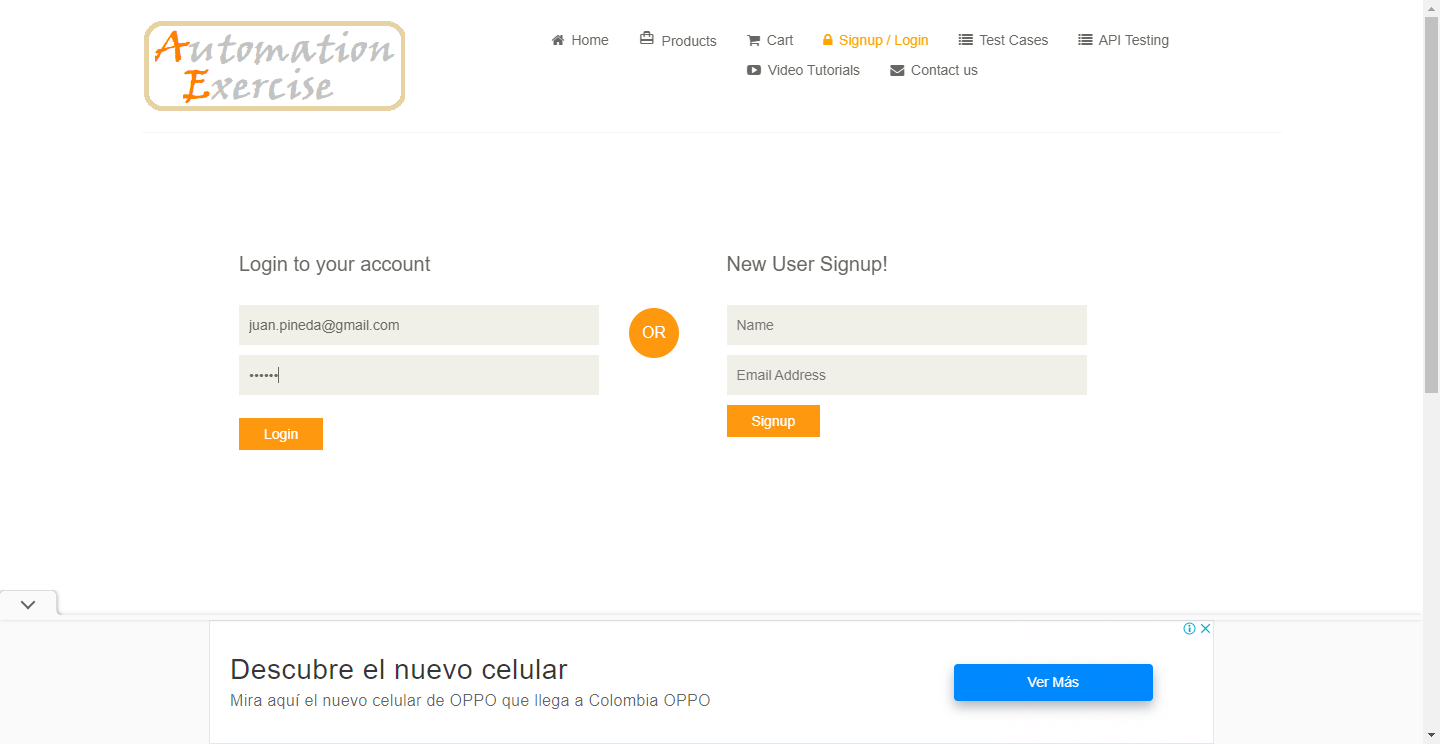 Automation
Exercise
Home
Products
Cart
Signup / Login
Test Cases
API Testing
Video Tutorials
Contact us
Login to your account
juan.pineda@gmail.com
••••••
Login
OR
New User Signup!
Name
Email Address
Signup
Descubre el nuevo celular
Mira aquí el nuevo celular de OPPO que llega a Colombia OPPO
Ver Más